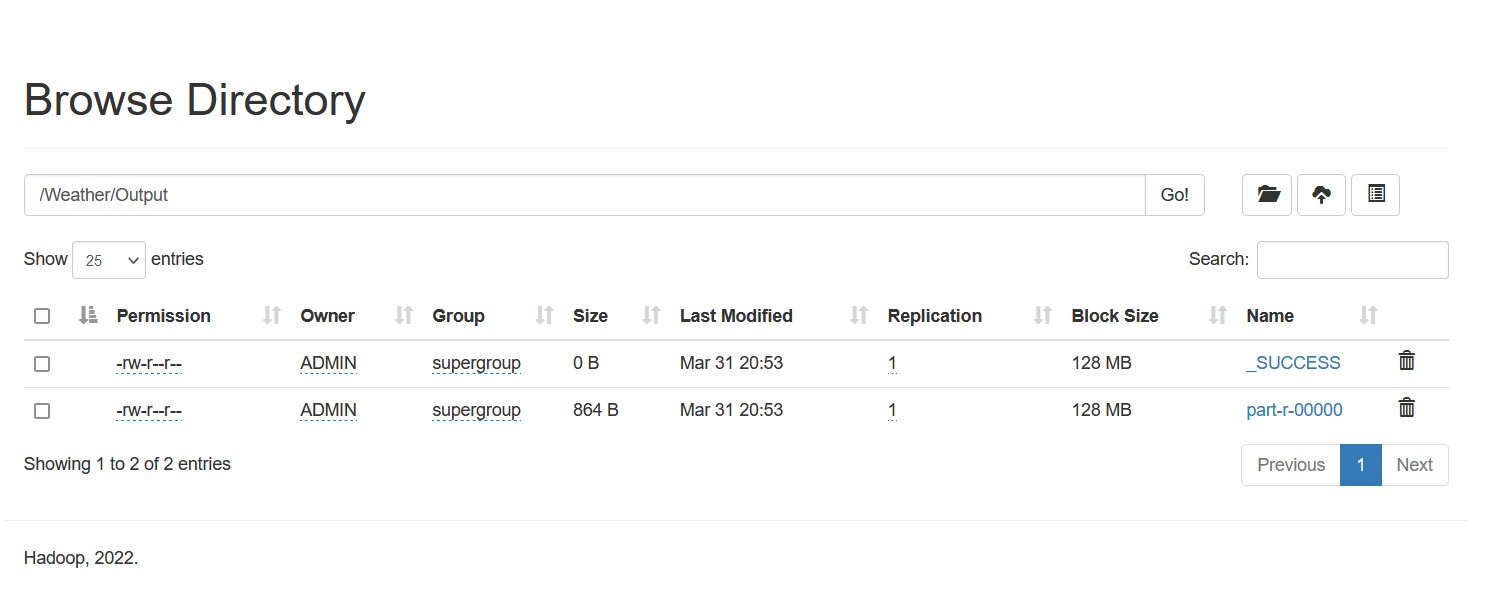 Browse Directory
/Weather/Output Go!
Show 25 entries Search:
Permission Owner Group Size Last Modified Replication Block Size Name
-rw-r--r-- ADMIN supergroup 0 B Mar 31 20:53 1 128 MB _SUCCESS
-rw-r--r-- ADMIN supergroup 864 B Mar 31 20:53 1 128 MB part-r-00000
Showing 1 to 2 of 2 entries Previous 1 Next
Hadoop, 2022.